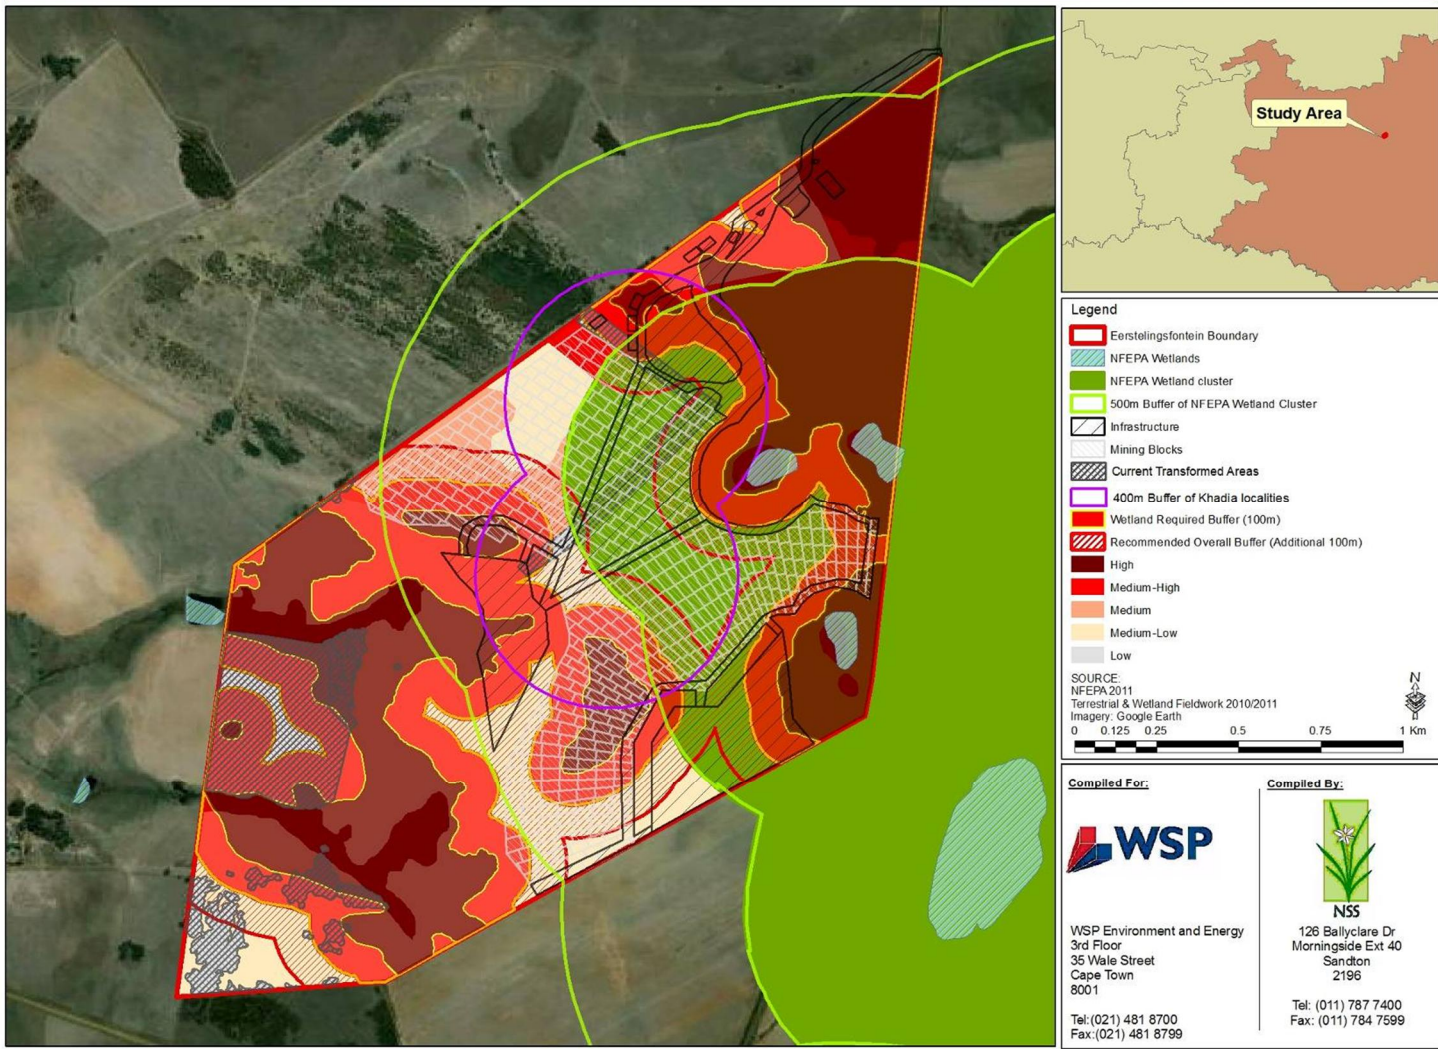 Study Area
Legend
Eerstelingsfontein Boundary
NFEPA Wetlands
NFEPA Wetland cluster
500m Buffer of NFEPA Wetland Cluster
Infrastructure
Mining Blocks
Current Transformed Areas
400m Buffer of Khadia localities
Wetland Required Buffer (100m)
Recommended Overall Buffer (Additional 100m)
High
Medium-High
Medium
Medium-Low
Low
SOURCE:
NFEPA 2011
Terrestrial & Wetland Fieldwork 2010/2011
Imagery: Google Earth
N
0 0.125 0.25 0.5 0.75 1 Km
Compiled For:
WSP
WSP Environment and Energy
3rd Floor
35 Wale Street
Cape Town
8001
Tel:(021) 481 8700
Fax:(021) 481 8799
Compiled By:
NSS
126 Ballyclare Dr
Morningside Ext 40
Sandton
2196
Tel: (011) 787 7400
Fax: (011) 784 7599